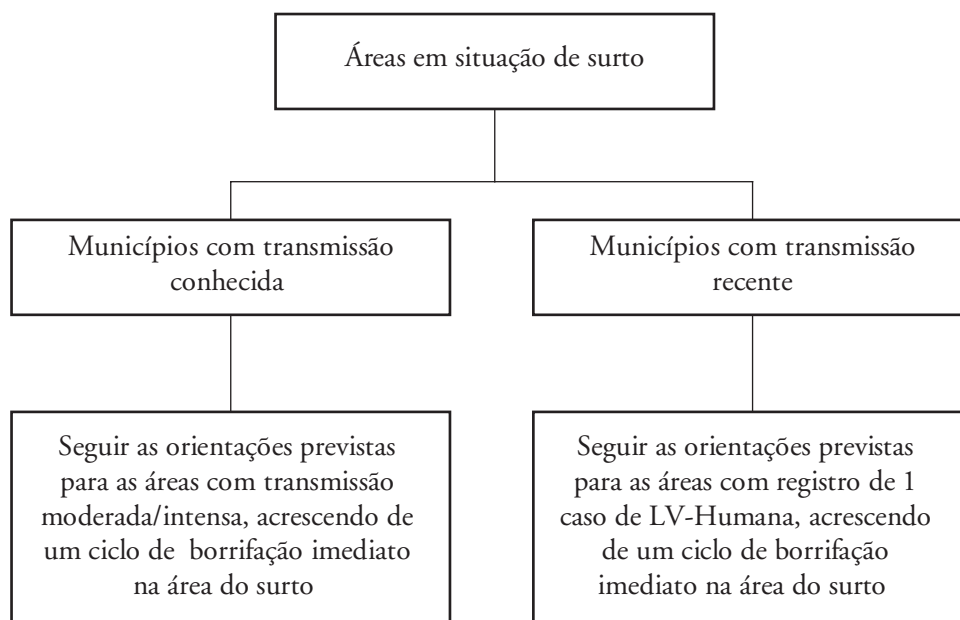 Áreas em situação de surto
Municípios com transmissão
conhecida
Municípios com transmissão
recente
Seguir as orientações previstas
para as áreas com transmissão
moderada/intensa, acrescendo de
um ciclo de borrifação imediato
na área do surto
Seguir as orientações previstas
para as áreas com registro de 1
caso de LV-Humana, acrescendo
de um ciclo de borrifação
imediato na área do surto